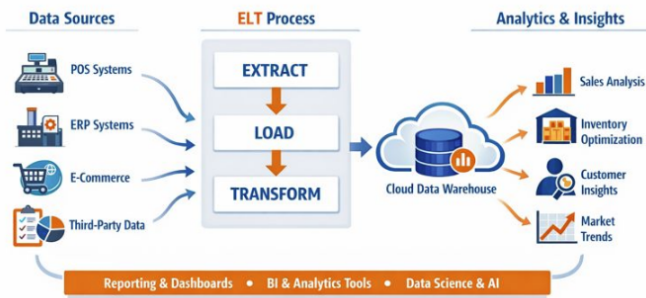 Data Sources
ELT Process
Analytics & Insights
POS Systems
ERP Systems
E-Commerce
Third-Party Data
EXTRACT
LOAD
TRANSFORM
Cloud Data Warehouse
Sales Analysis
Inventory
Optimization
Customer
Insights
Market
Trends
Reporting & Dashboards • BI & Analytics Tools • Data Science & AI